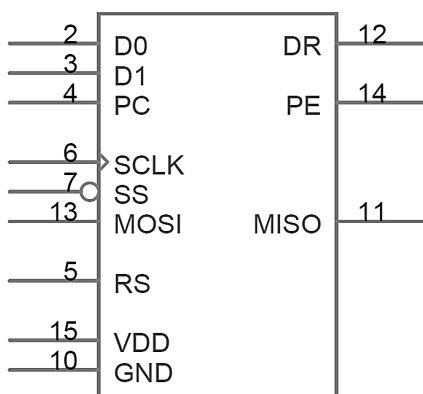 2 D0 DR 12
3 D1
4 PC PE 14
6 SCLK
7 SS
13 MOSI MISO 11
5 RS
15 VDD
10 GND